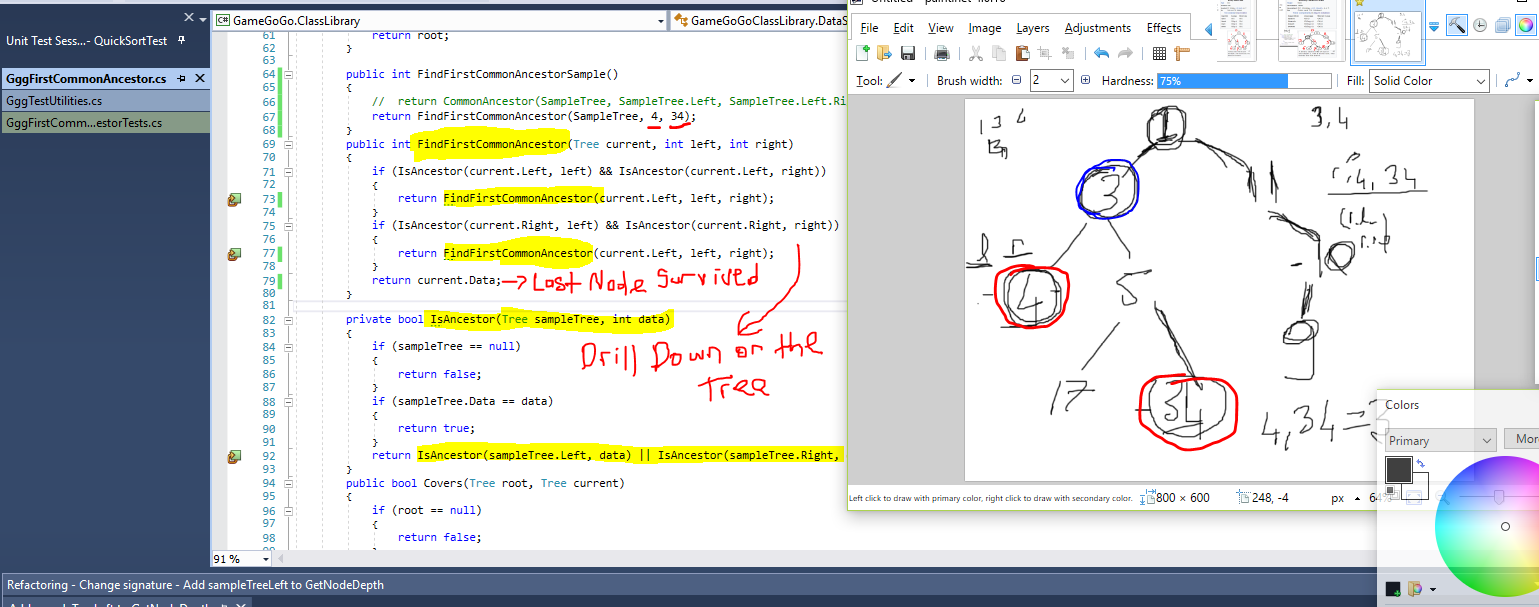 Unit Test Sess...- QuickSortTest
GggFirstCommonAncestor.cs
GggTestUtilities.cs
GggFirstComm...estorTests.cs
C# GameGoGo.ClassLibrary
GameGoGoClassLibrary.DataS
61 return root;
62 }
63
64 public int FindFirstCommonAncestorSample()
65 {
66 // return CommonAncestor(SampleTree, SampleTree.Left, SampleTree.Left.Ri
67 return FindFirstCommonAncestor(SampleTree, 4, 34);
68 }
69 public int FindFirstCommonAncestor(Tree current, int left, int right)
70 {
71 if (IsAncestor(current.Left, left) && IsAncestor(current.Left, right))
72 {
73 return FindFirstCommonAncestor(current.Left, left, right);
74 }
75 if (IsAncestor(current.Right, left) && IsAncestor(current.Right, right))
76 {
77 return FindFirstCommonAncestor(current.Left, left, right);
78 }
79 return current.Data; → Last Node Survived
80 }
81
82 private bool IsAncestor(Tree sampleTree, int data)
83 {
84 if (sampleTree == null)
85 {
86 return false;
87 }
88 if (sampleTree.Data == data)
89 {
90 return true;
91 }
92 return IsAncestor(sampleTree.Left, data) || IsAncestor(sampleTree.Right,
93 }
94 public bool Covers(Tree root, Tree current)
95 {
96 if (root == null)
97 {
98 return false;
Drill Down on the
Tree
91 %
Refactoring - Change signature - Add sampleTreeLeft to GetNodeDepth
File Edit View Image Layers Adjustments Effects
Tool: Brush width: 2 Hardness: 75% Fill: Solid Color
1 3 4
1
3, 4
3
r, 4, 34
l r
4
5
17
34
4, 34 = 3
Left click to draw with primary color, right click to draw with secondary color.
800 × 600
248, -4
px
64%
Colors
Primary
Mor